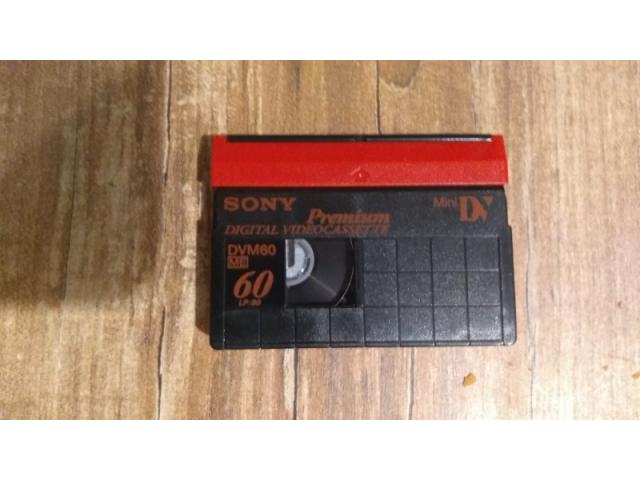 SONY
Premium
Mini DV
DIGITAL VIDEOCASSETTE
DVM60
60
LP:90